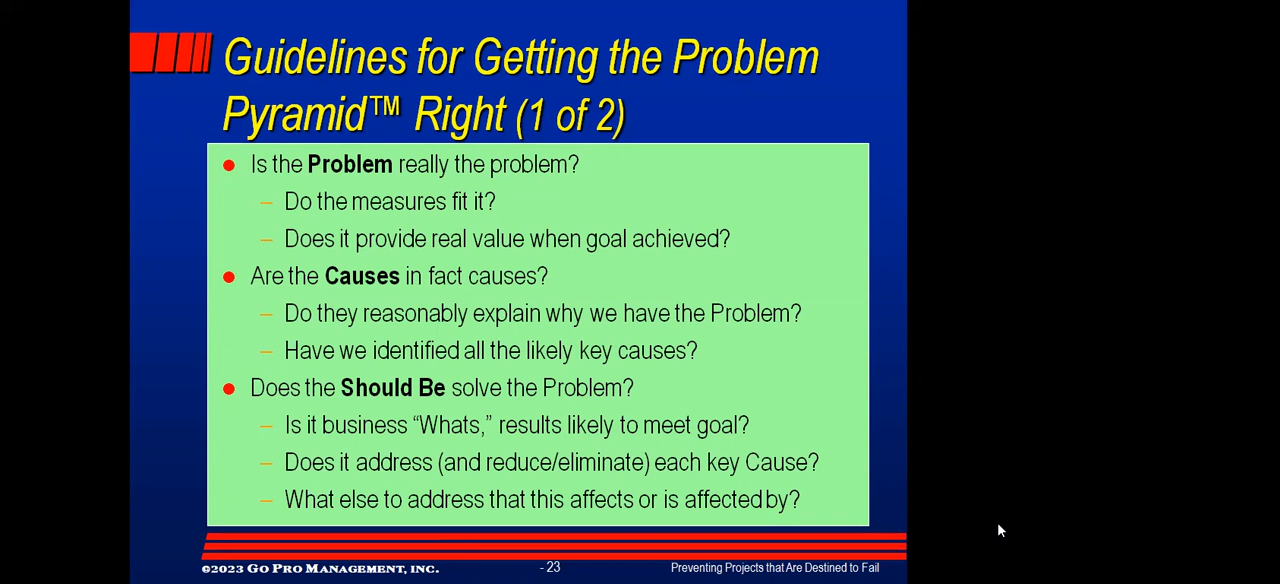 Guidelines for Getting the Problem
Pyramid™ Right (1 of 2)
Is the Problem really the problem?
– Do the measures fit it?
– Does it provide real value when goal achieved?
Are the Causes in fact causes?
– Do they reasonably explain why we have the Problem?
– Have we identified all the likely key causes?
Does the Should Be solve the Problem?
– Is it business “Whats,” results likely to meet goal?
– Does it address (and reduce/eliminate) each key Cause?
– What else to address that this affects or is affected by?
©2023 GO PRO MANAGEMENT, INC.
- 23
Preventing Projects that Are Destined to Fail